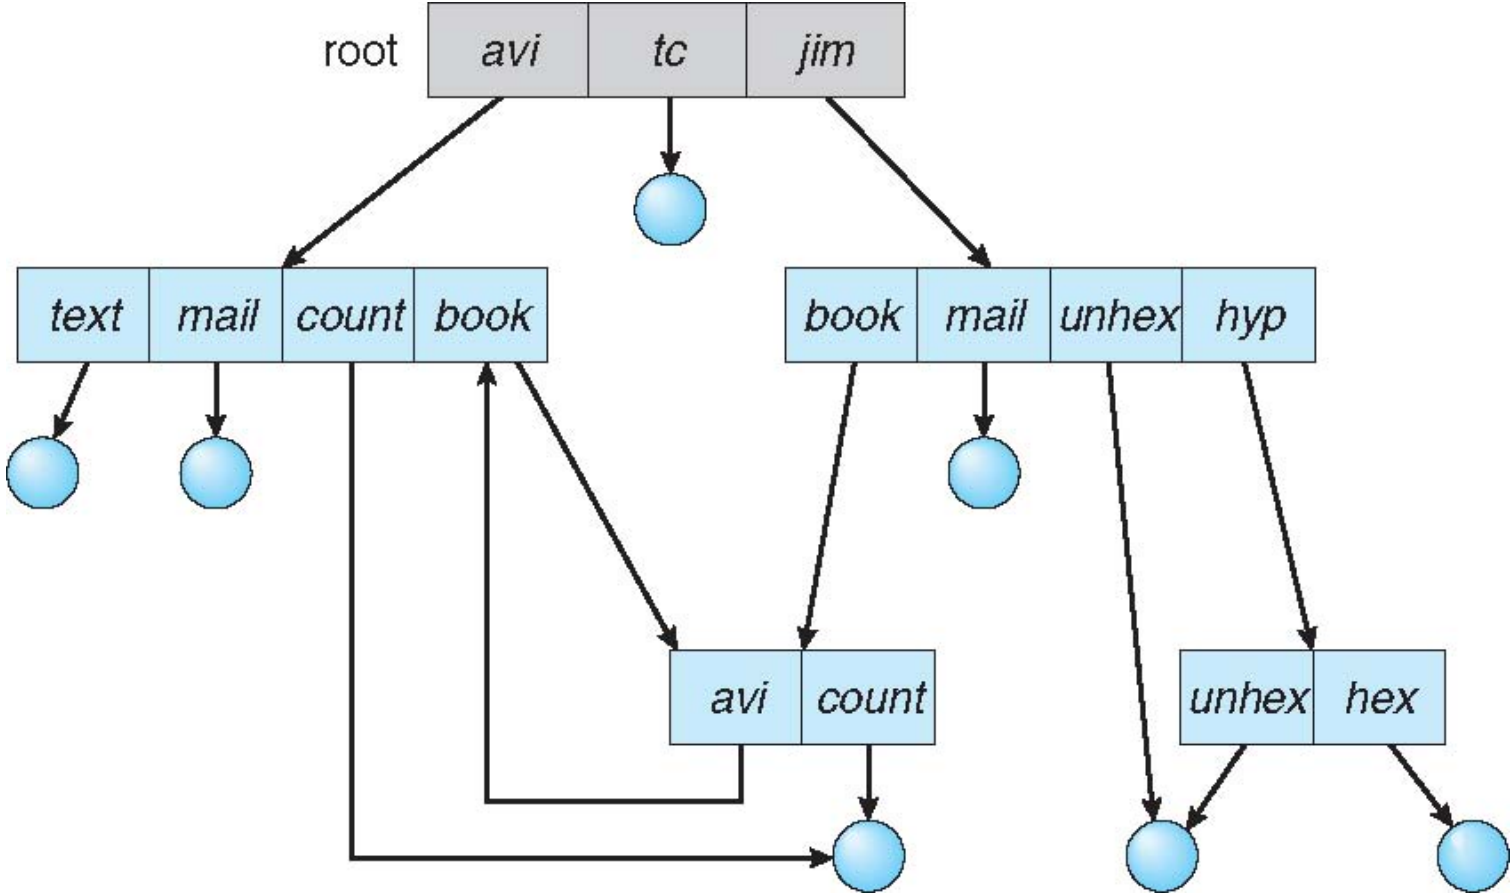 root avi tc jim
text mail count book
book mail unhex hyp
avi count
unhex hex